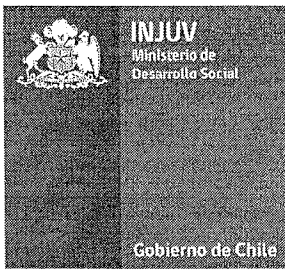 INJUV
Ministerio de
Desarrollo Social
Gobierno de Chile